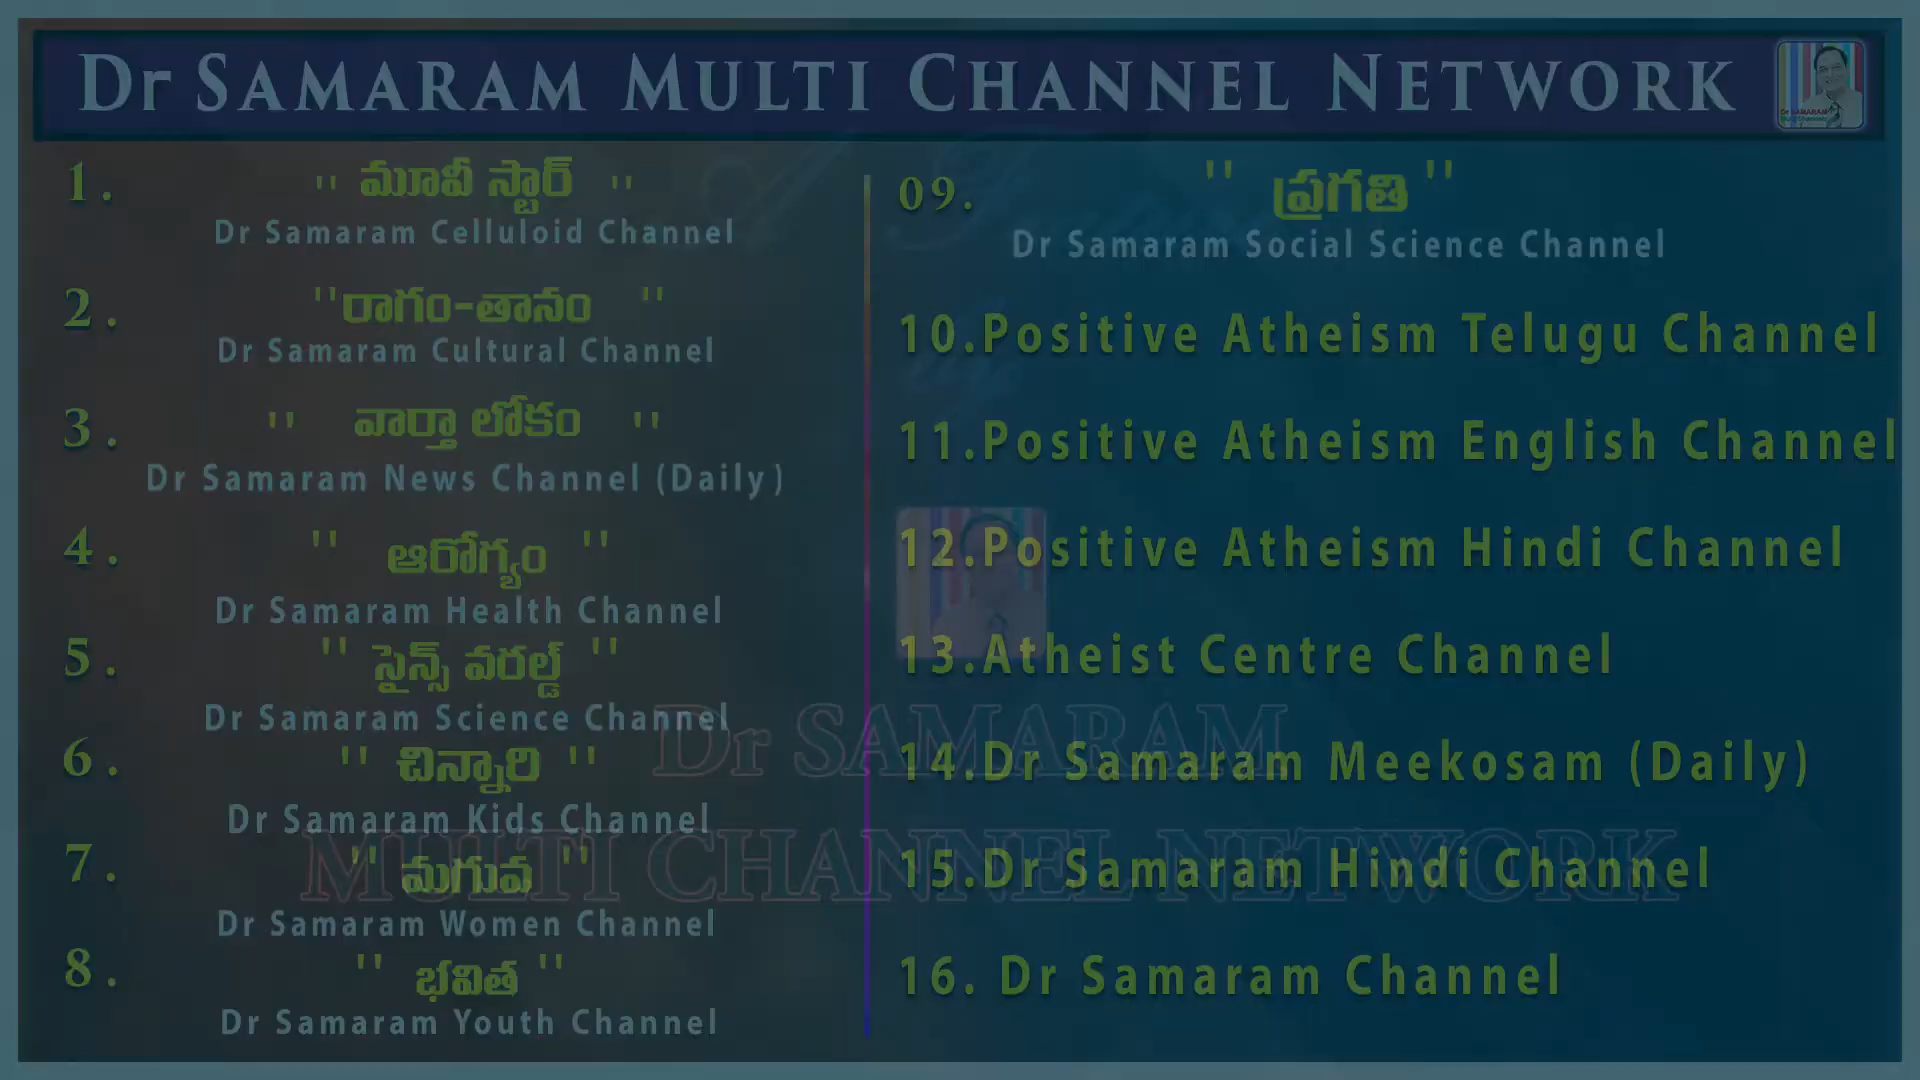 Dr SAMARAM MULTI CHANNEL NETWORK
1. " మూవీ స్టార్ "
Dr Samaram Celluloid Channel
2. "రాగం-తానం "
Dr Samaram Cultural Channel
3. " వార్తా లోకం "
Dr Samaram News Channel (Daily)
4. " ఆరోగ్యం "
Dr Samaram Health Channel
5. " సైన్స్ వరల్డ్ "
Dr Samaram Science Channel
6. " చిన్నారి "
Dr Samaram Kids Channel
7. " మగువ "
Dr Samaram Women Channel
8. " భవిత "
Dr Samaram Youth Channel
09. " ప్రగతి "
Dr Samaram Social Science Channel
10.Positive Atheism Telugu Channel
11.Positive Atheism English Channel
12.Positive Atheism Hindi Channel
13.Atheist Centre Channel
14.Dr Samaram Meekosam (Daily)
15.Dr Samaram Hindi Channel
16. Dr Samaram Channel
Dr SAMARAM
MULTI CHANNEL NETWORK